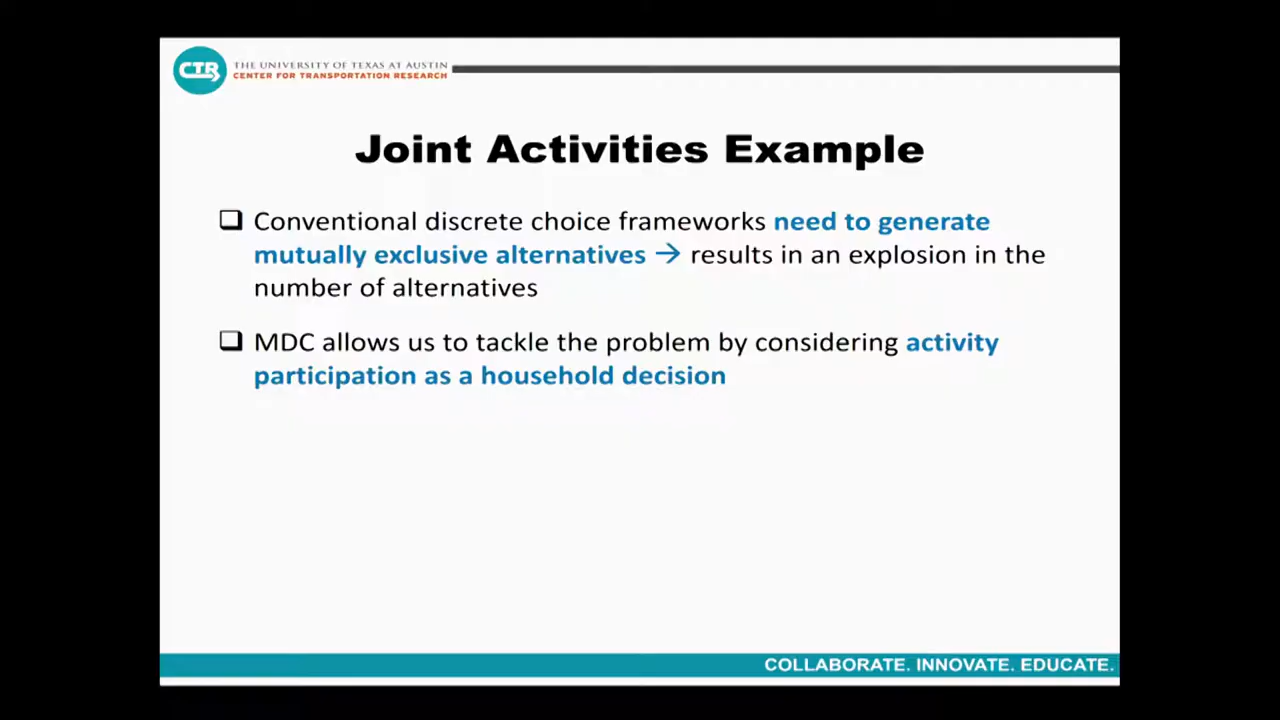 CTR
THE UNIVERSITY OF TEXAS AT AUSTIN
CENTER FOR TRANSPORTATION RESEARCH
Joint Activities Example
Conventional discrete choice frameworks need to generate
mutually exclusive alternatives → results in an explosion in the
number of alternatives
MDC allows us to tackle the problem by considering activity
participation as a household decision
COLLABORATE. INNOVATE. EDUCATE.